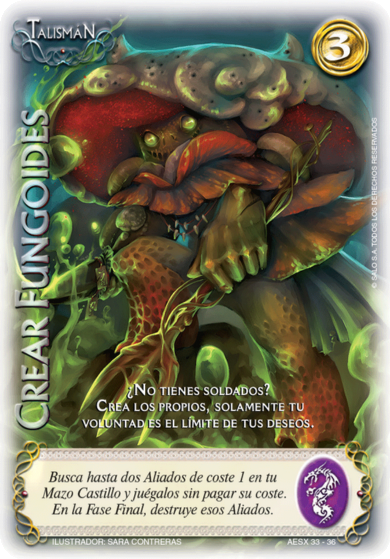 TALISMÁN
3
CREAR FUNGOIDES
© SALO S.A. TODOS LOS DERECHOS RESERVADOS
¿NO TIENES SOLDADOS?
CREA LOS PROPIOS, SOLAMENTE TU
VOLUNTAD ES EL LÍMITE DE TUS DESEOS.
Busca hasta dos Aliados de coste 1 en tu
Mazo Castillo y juégalos sin pagar su coste.
En la Fase Final, destruye esos Aliados.
ILUSTRADOR: SARA CONTRERAS
AESX 33 - 36